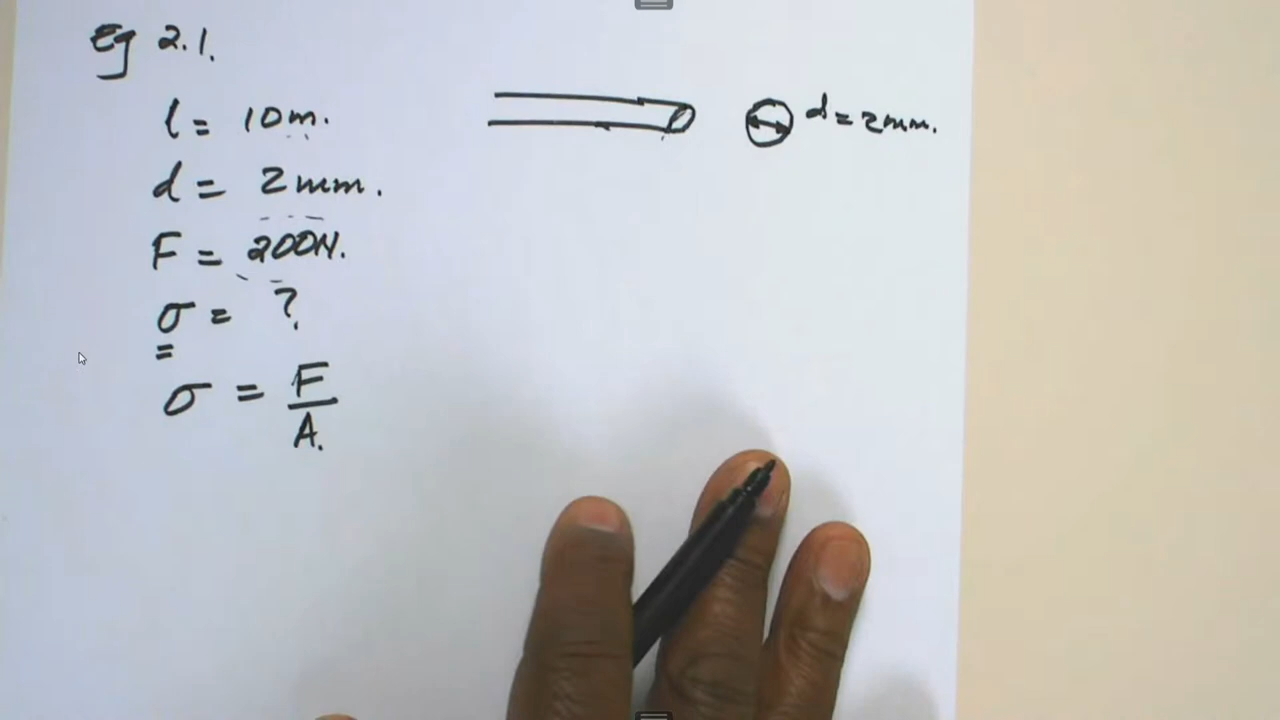 Eg 2.1.
l = 10m.
d = 2mm.
F = 200N.
σ = ?
σ = F
A.
d = 2mm.